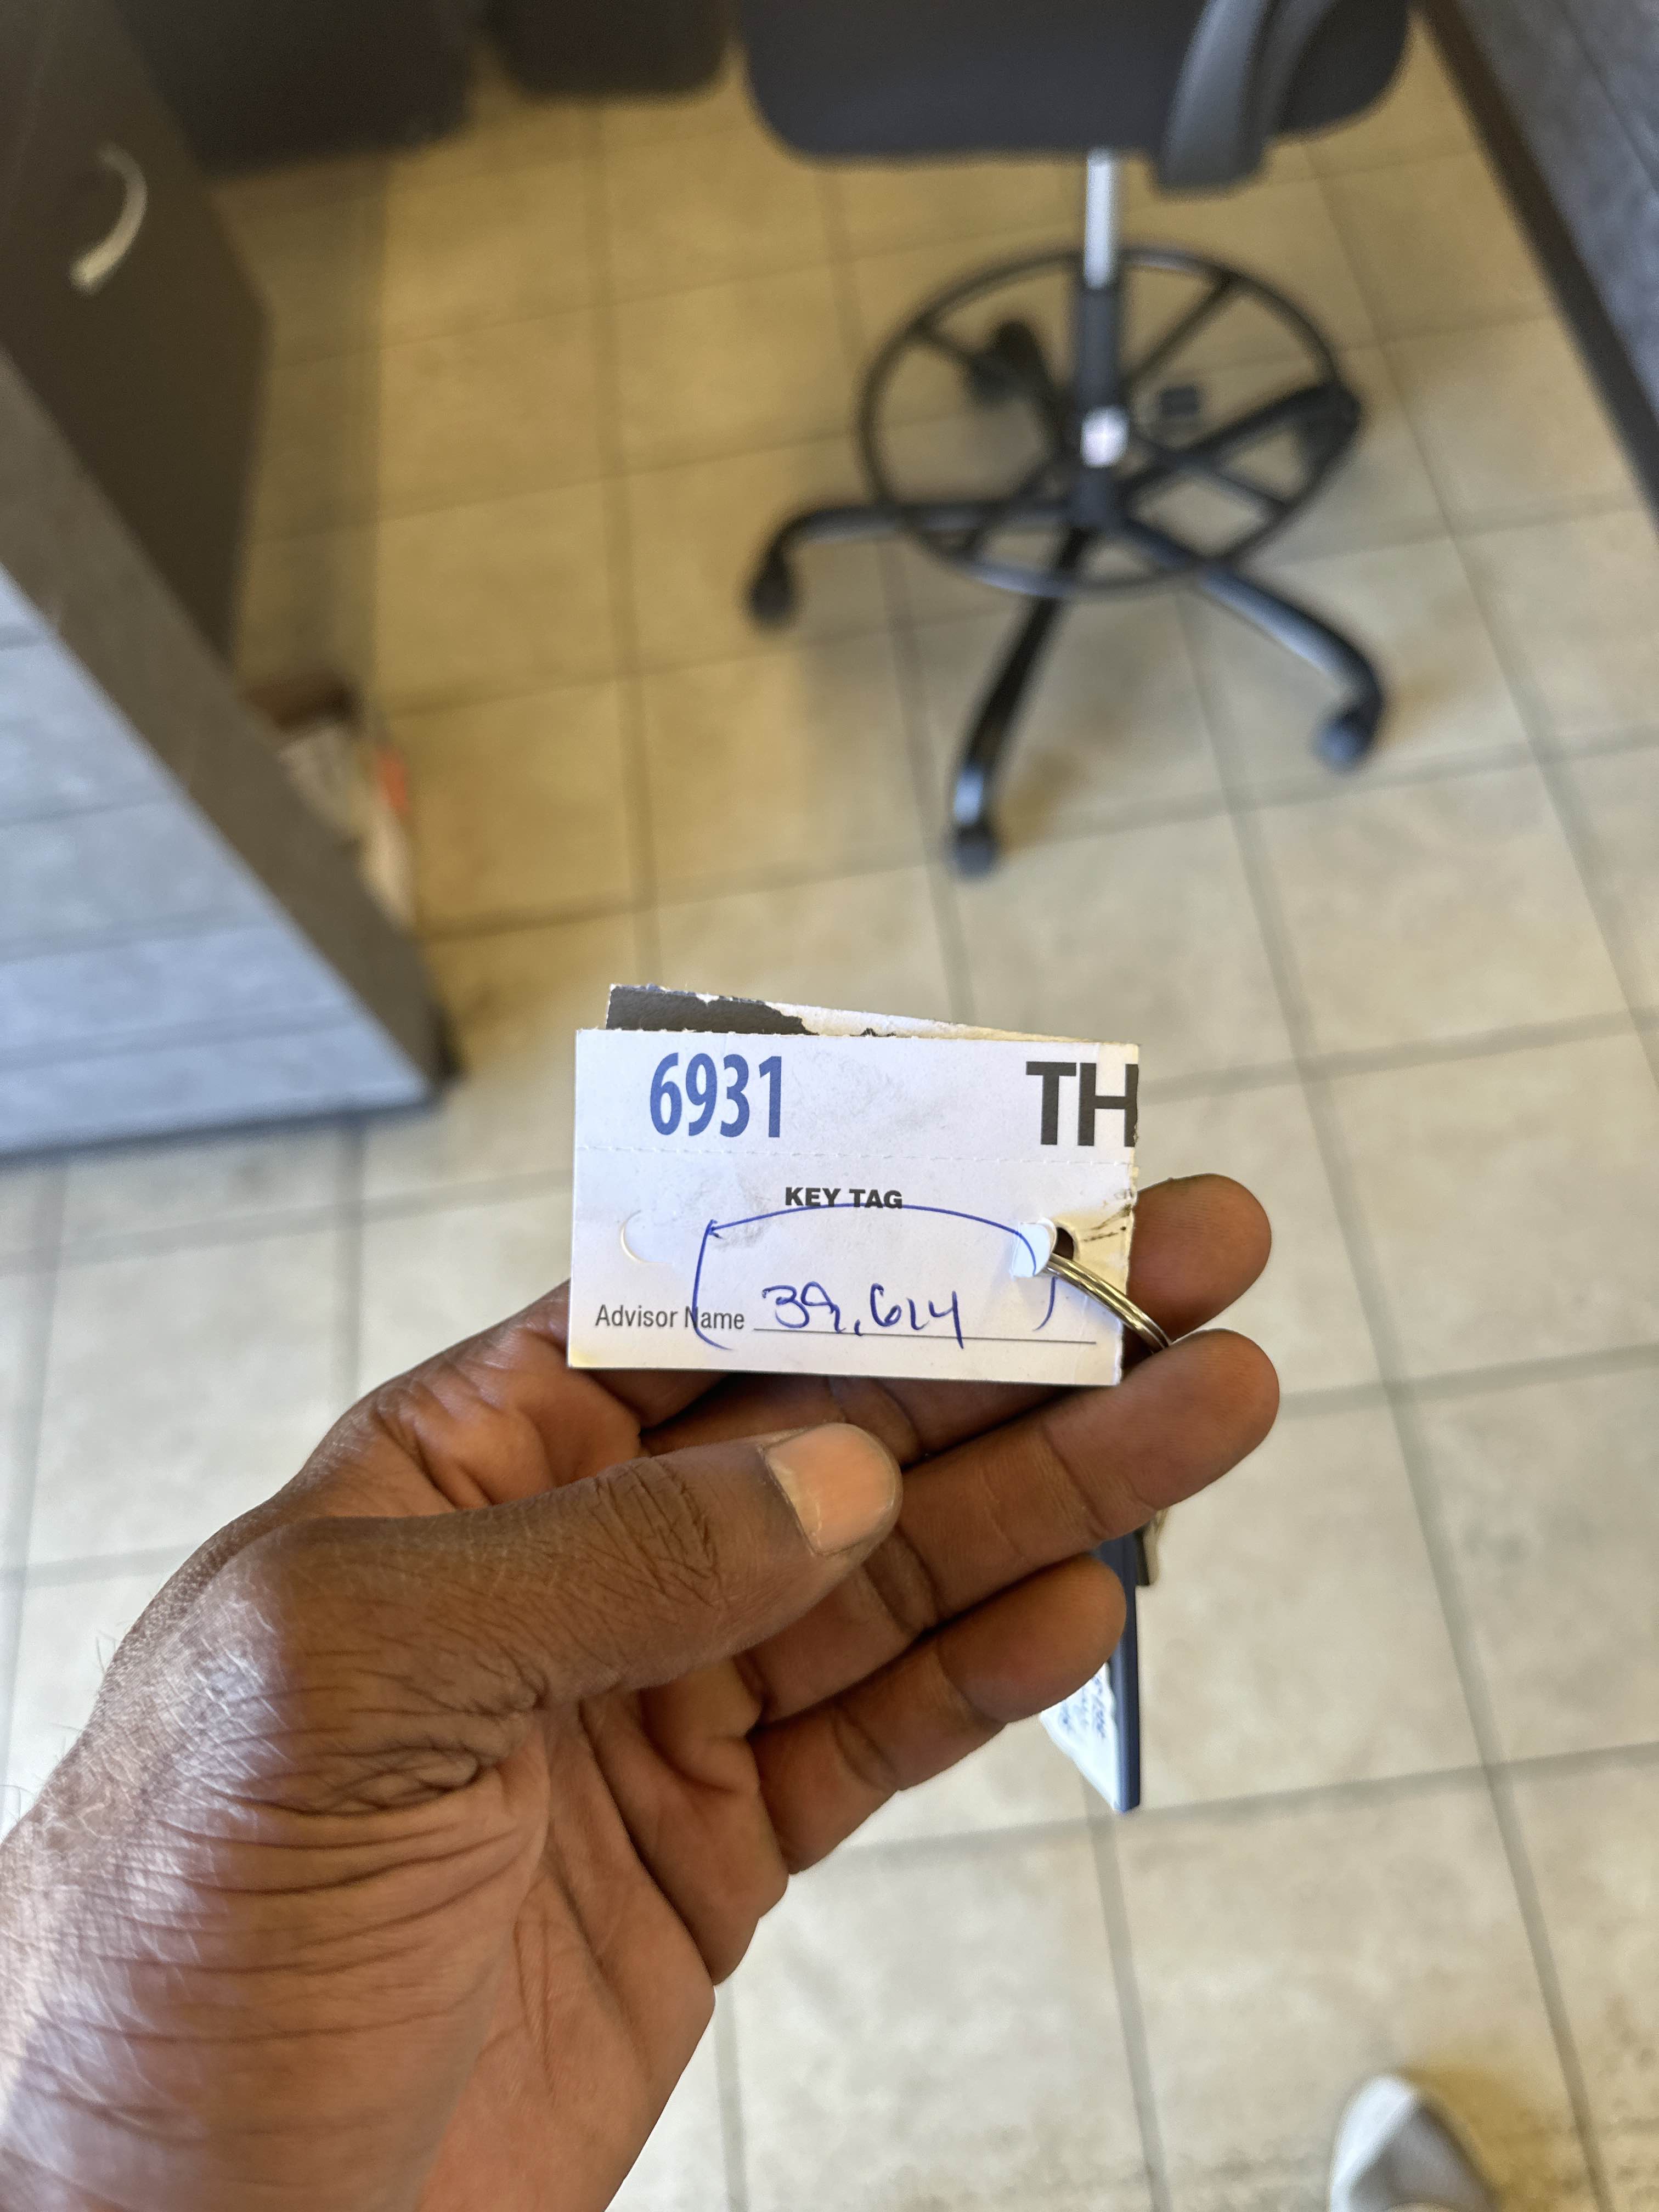 6931 TH
KEY TAG
Advisor Name 39,614